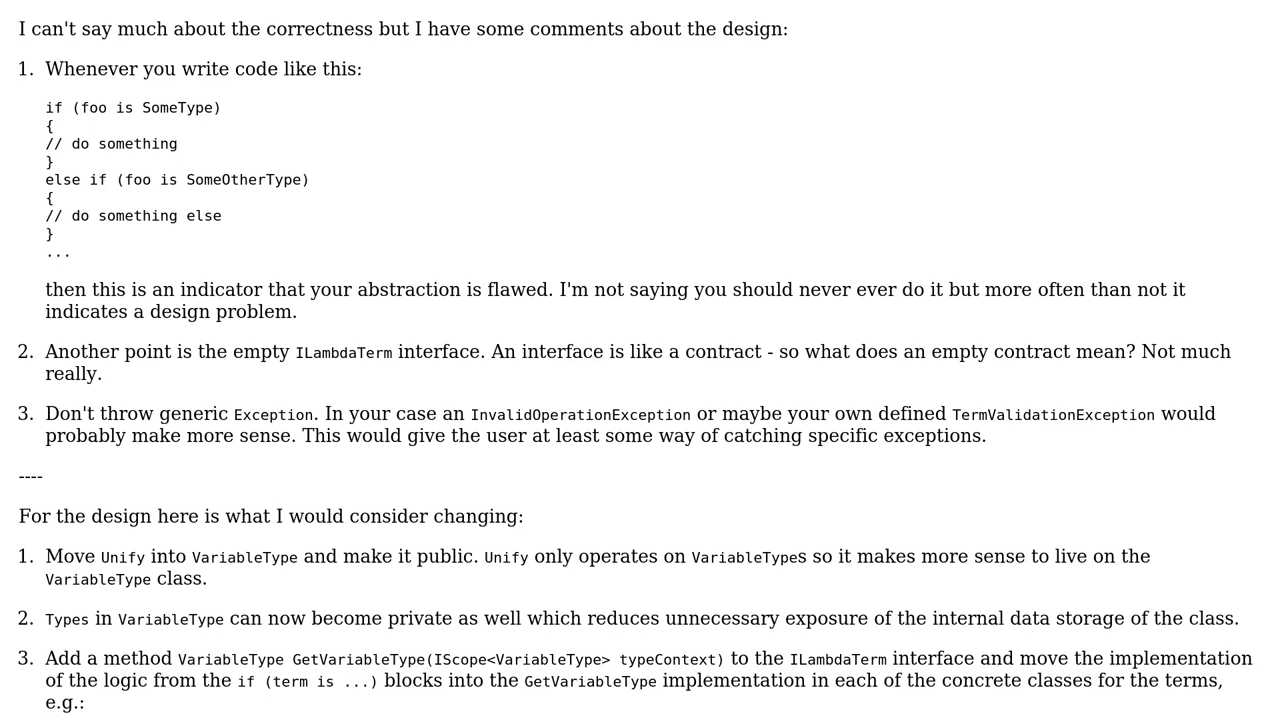 I can't say much about the correctness but I have some comments about the design:
1. Whenever you write code like this:
if (foo is SomeType)
{
// do something
}
else if (foo is SomeOtherType)
{
// do something else
}
...
then this is an indicator that your abstraction is flawed. I'm not saying you should never ever do it but more often than not it
indicates a design problem.
2. Another point is the empty ILambdaTerm interface. An interface is like a contract - so what does an empty contract mean? Not much
really.
3. Don't throw generic Exception. In your case an InvalidOperationException or maybe your own defined TermValidationException would
probably make more sense. This would give the user at least some way of catching specific exceptions.
----
For the design here is what I would consider changing:
1. Move Unify into VariableType and make it public. Unify only operates on VariableTypes so it makes more sense to live on the
VariableType class.
2. Types in VariableType can now become private as well which reduces unnecessary exposure of the internal data storage of the class.
3. Add a method VariableType GetVariableType(IScope<VariableType> typeContext) to the ILambdaTerm interface and move the implementation
of the logic from the if (term is ...) blocks into the GetVariableType implementation in each of the concrete classes for the terms,
e.g.: